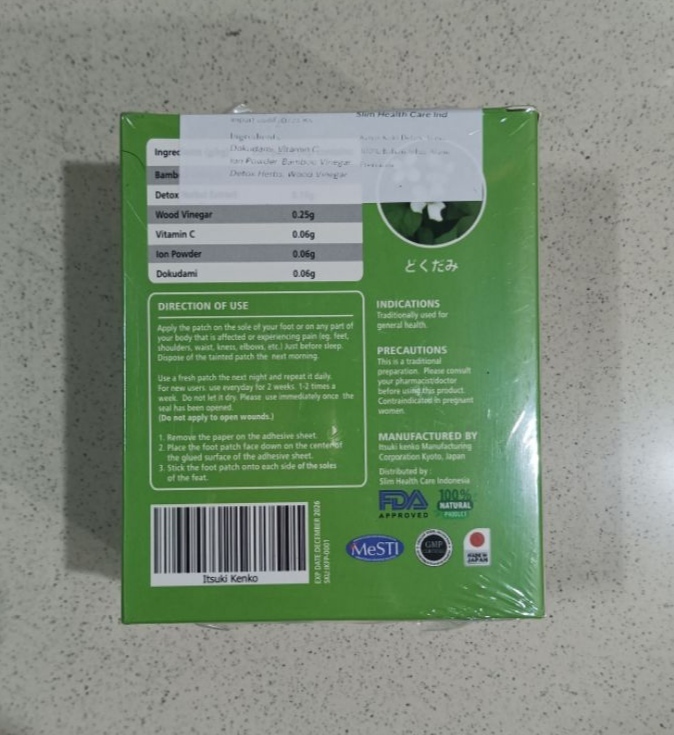 Slim Health Care Ind
Ingredients
Dokudami, Vitamin C
Ion Powder, Bamboo Vinegar
Detox Herbs, Wood Vinegar
Detox
Wood Vinegar 0.25g
Vitamin C 0.06g
Ion Powder 0.06g
Dokudami 0.06g
どくだみ
DIRECTION OF USE
Apply the patch on the sole of your foot or on any part of
your body that is affected or experiencing pain (eg. feet,
shoulders, waist, kness, elbows, etc.) Just before sleep.
Dispose of the tainted patch the next morning.
Use a fresh patch the next night and repeat it daily.
For new users. use everyday for 2 weeks. 1-2 times a
week. Do not let it dry. Please use immediately once the
seal has been opened.
(Do not apply to open wounds.)
1. Remove the paper on the adhesive sheet.
2. Place the foot patch face down on the center of
the glued surface of the adhesive sheet.
3. Stick the foot patch onto each side of the soles
of the feat.
INDICATIONS
Traditionally used for
general health.
PRECAUTIONS
This is a traditional
preparation. Please consult
your pharmacist/doctor
before using this product.
Contraindicated in pregnant
women.
MANUFACTURED BY
Itsuki kenko Manufacturing
Corporation Kyoto, Japan
Distributed by :
Slim Health Care Indonesia
FDA
APPROVED
100%
NATURAL
PRODUCT
MeSTI
GMP
CERTIFIED
MADE IN
JAPAN
Itsuki Kenko
EXP DATE:DECEMBER 2026
SKU:IKFP-0001